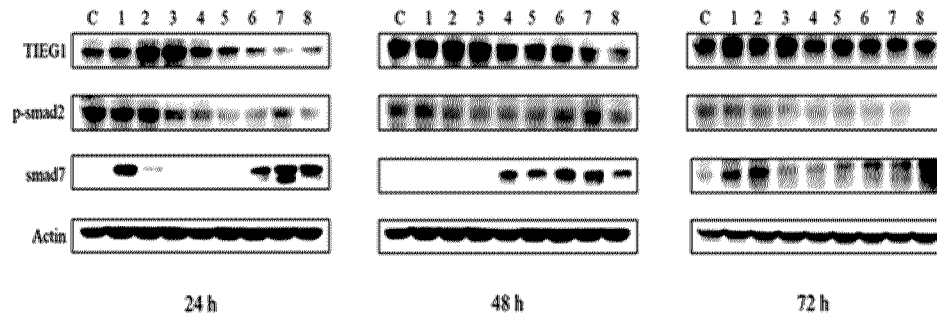 C 1 2 3 4 5 6 7 8 C 1 2 3 4 5 6 7 8 C 1 2 3 4 5 6 7 8
TIEG1
p-smad2
smad7
Actin
24 h 48 h 72 h